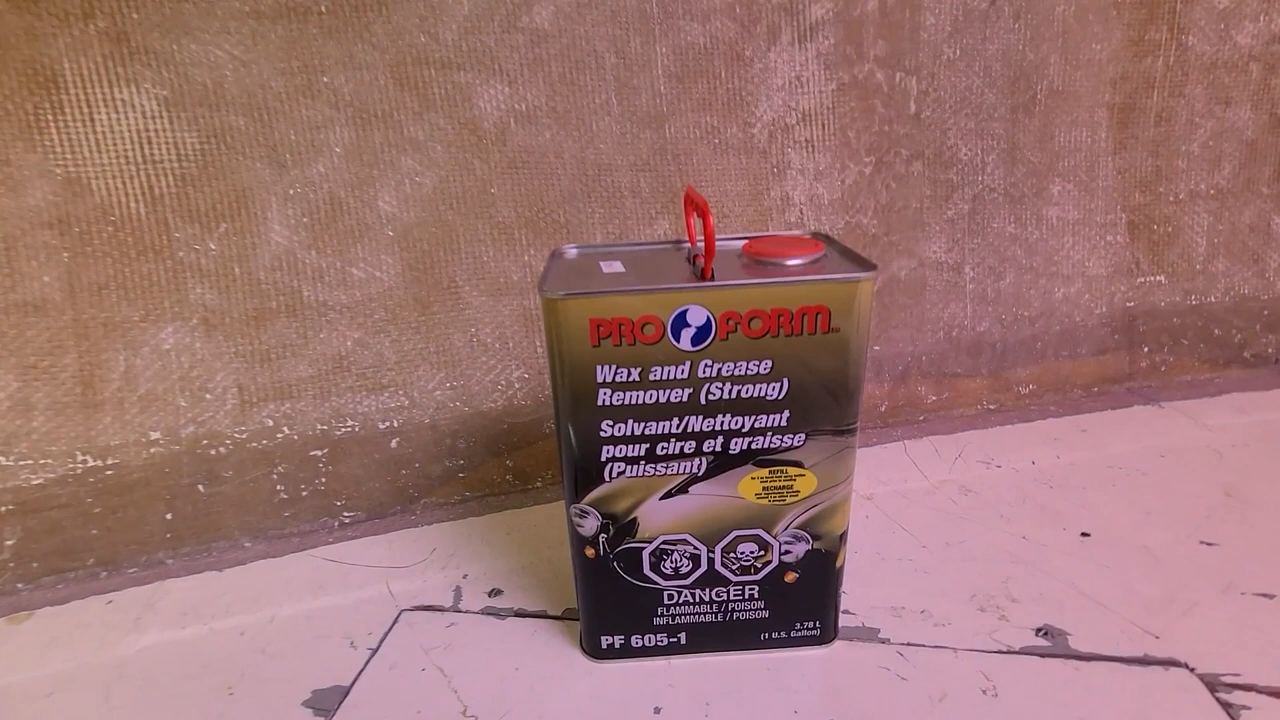 PRO FORM
Wax and Grease
Remover (Strong)
Solvant/Nettoyant
pour cire et graisse
(Puissant)
REFILL
RECHARGE
DANGER
FLAMMABLE / POISON
INFLAMMABLE / POISON
PF 605-1
3.78 L
(1 U.S. Gallon)